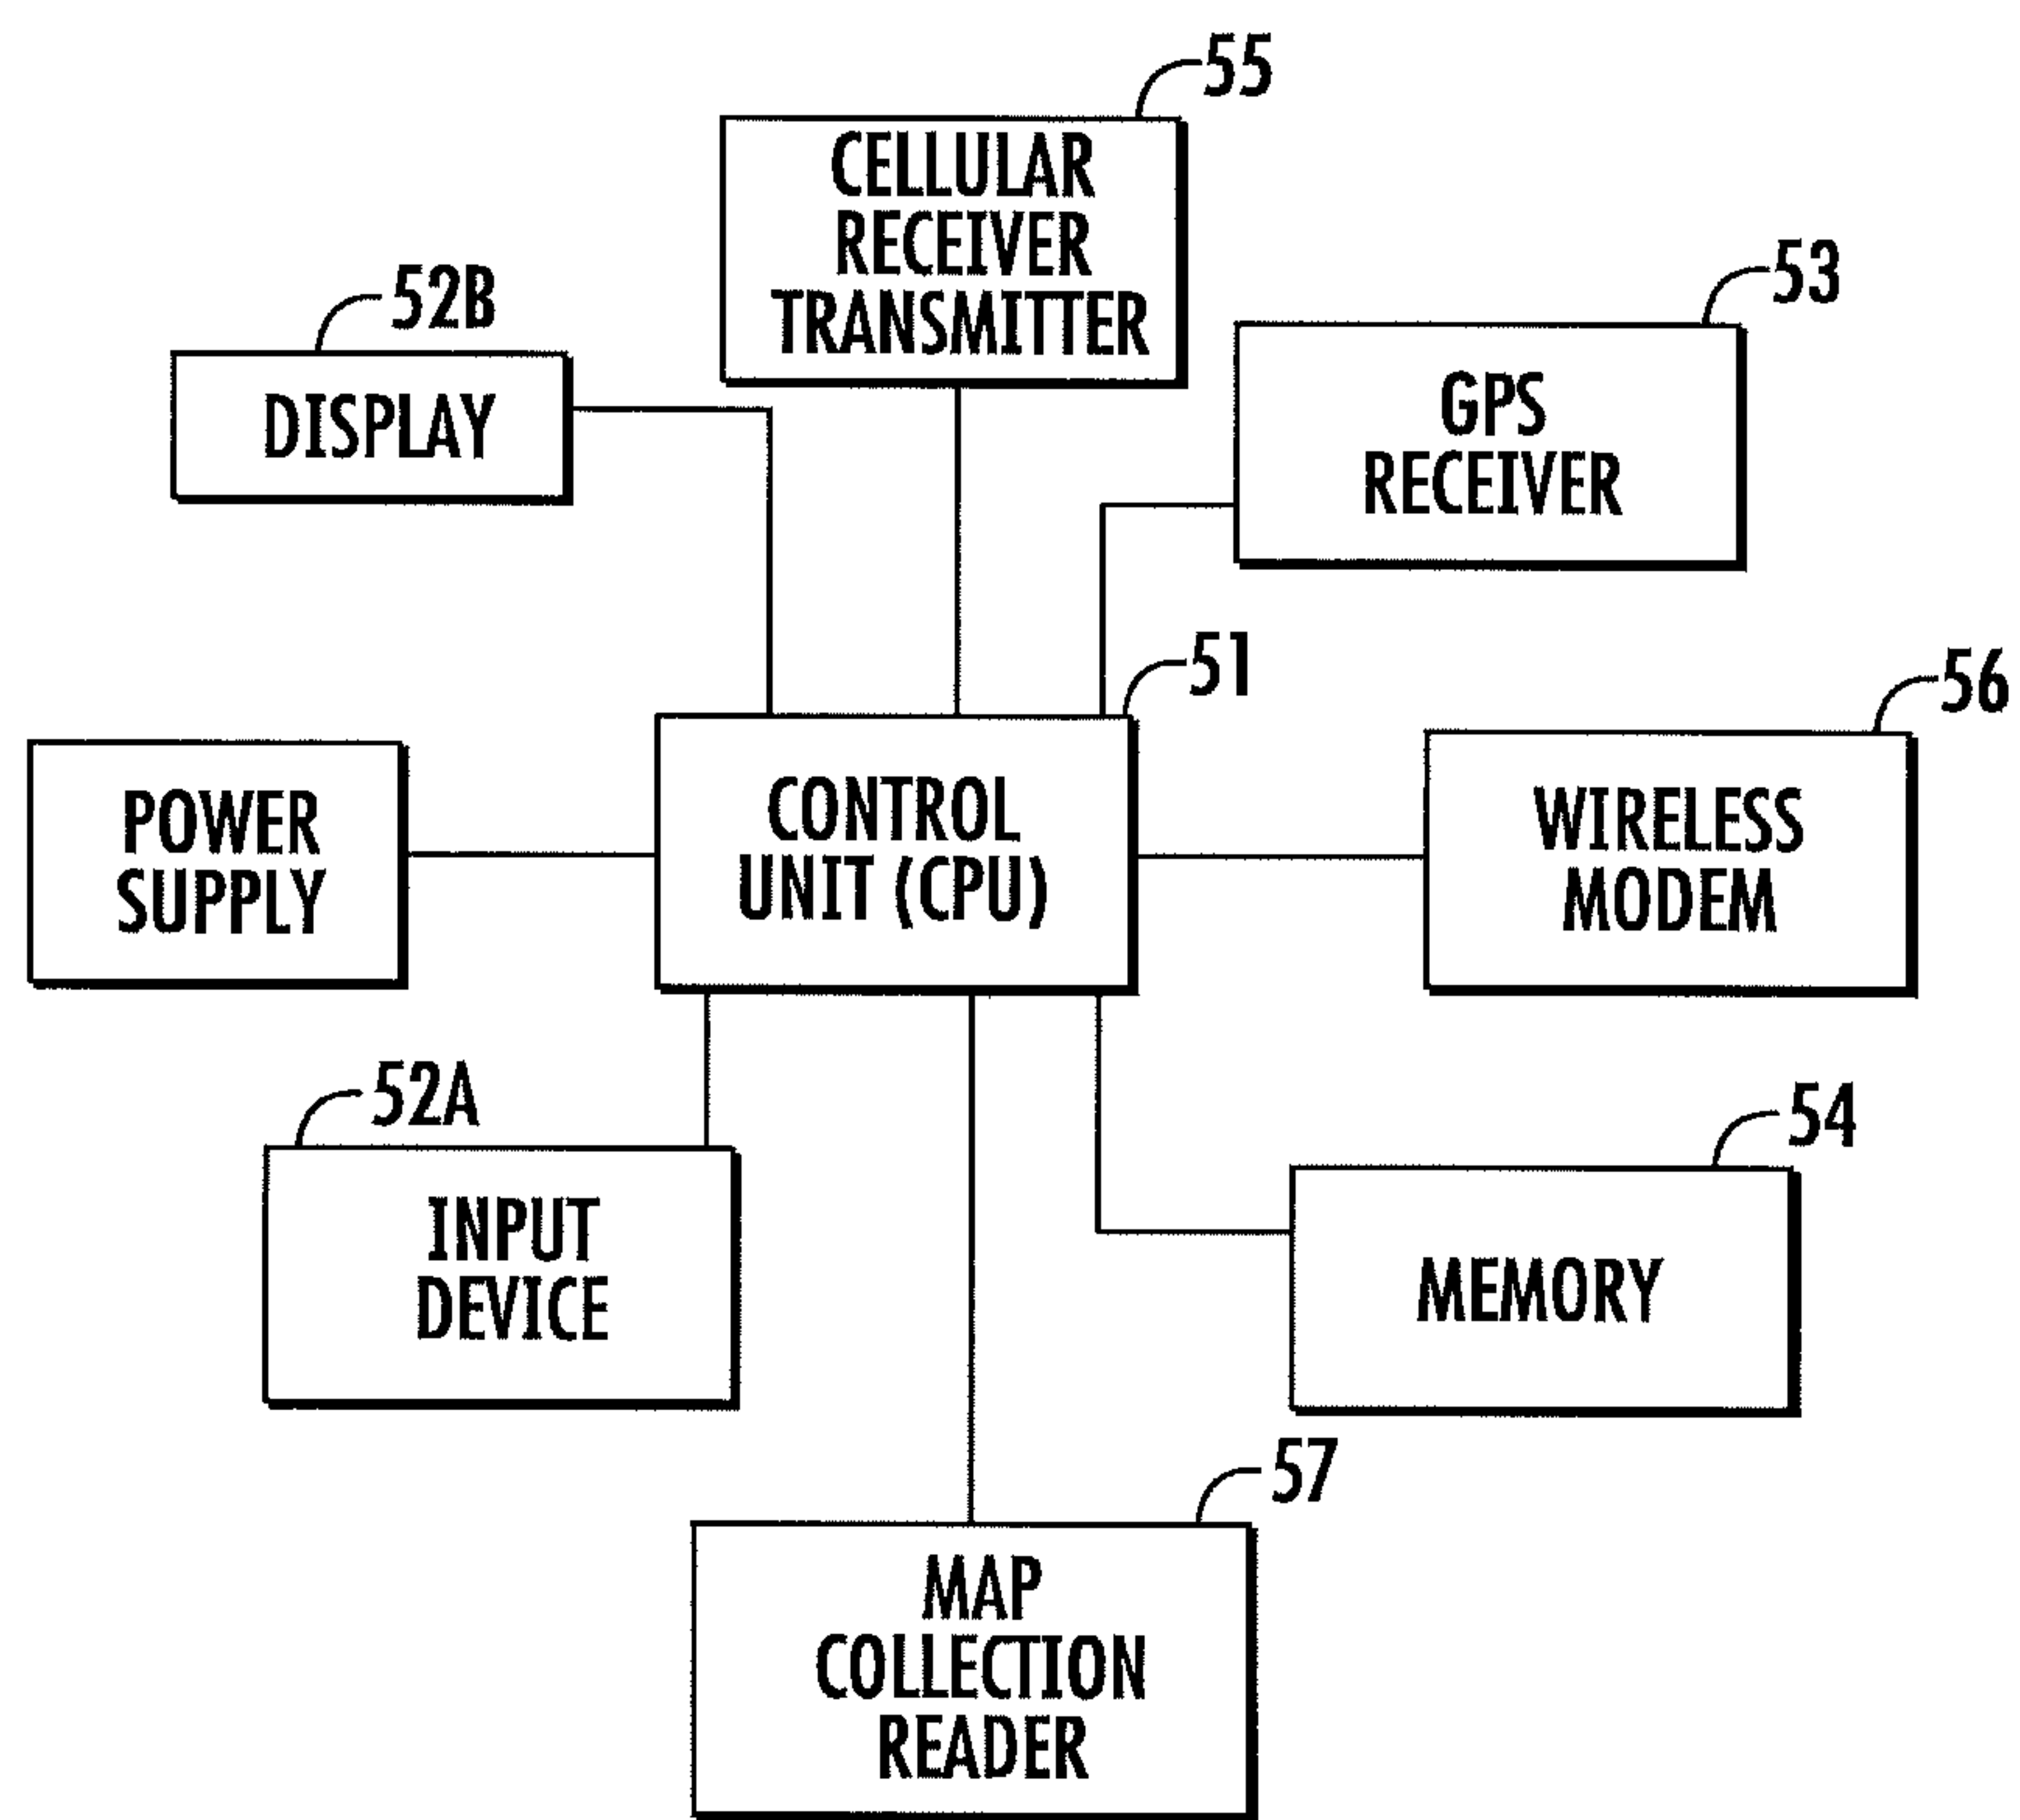 55
CELLULAR
RECEIVER
TRANSMITTER
52B
DISPLAY
53
GPS
RECEIVER
51
CONTROL
UNIT (CPU)
56
WIRELESS
MODEM
POWER
SUPPLY
52A
INPUT
DEVICE
54
MEMORY
57
MAP
COLLECTION
READER